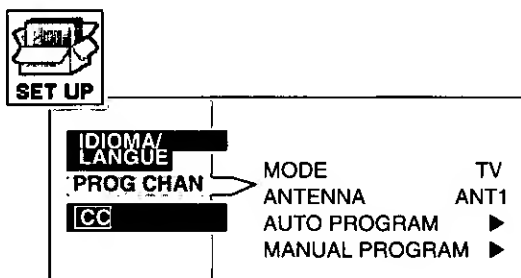 SET UP
IDIOMA/
LANGUE
PROG CHAN
CC
MODE TV
ANTENNA ANT1
AUTO PROGRAM ▶
MANUAL PROGRAM ▶